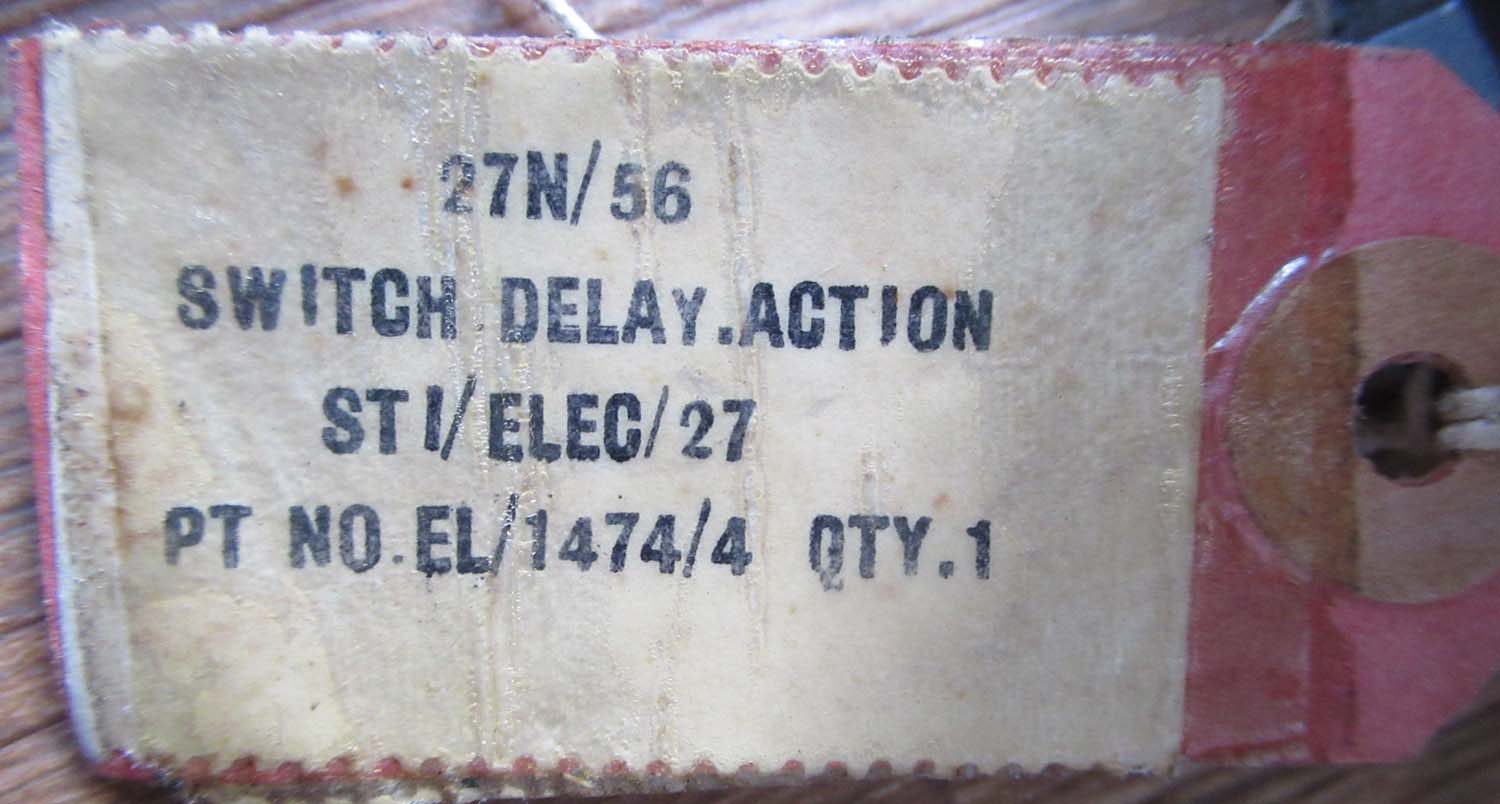 27N/56
SWITCH DELAY.ACTION
STI/ELEC/27
PT NO.EL/1474/4 QTY.1